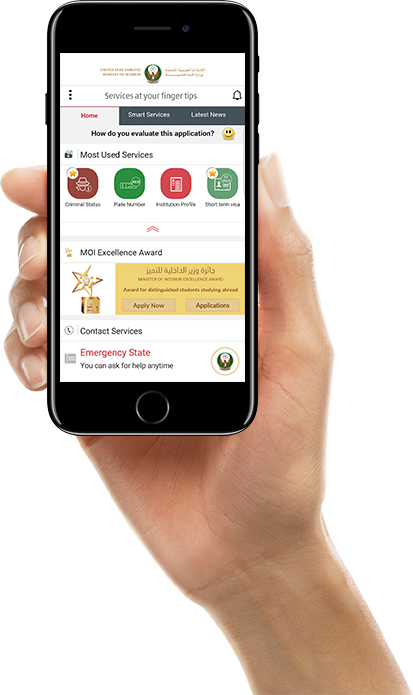 UNITED ARAB EMIRATES
MINISTRY OF INTERIOR
الإمارات العربية المتحدة
وزارة الداخلية
Services at your finger tips
Home
Smart Services
Latest News
How do you evaluate this application?
Most Used Services
Criminal Status
Plate Number
Institution Profile
Short term visa
MOI Excellence Award
جائزة وزير الداخلية للتميز
MINISTER OF INTERIOR EXCELLENCE AWARD
Award for distinguished students studying abroad
Apply Now
Applications
Contact Services
Emergency State
You can ask for help anytime